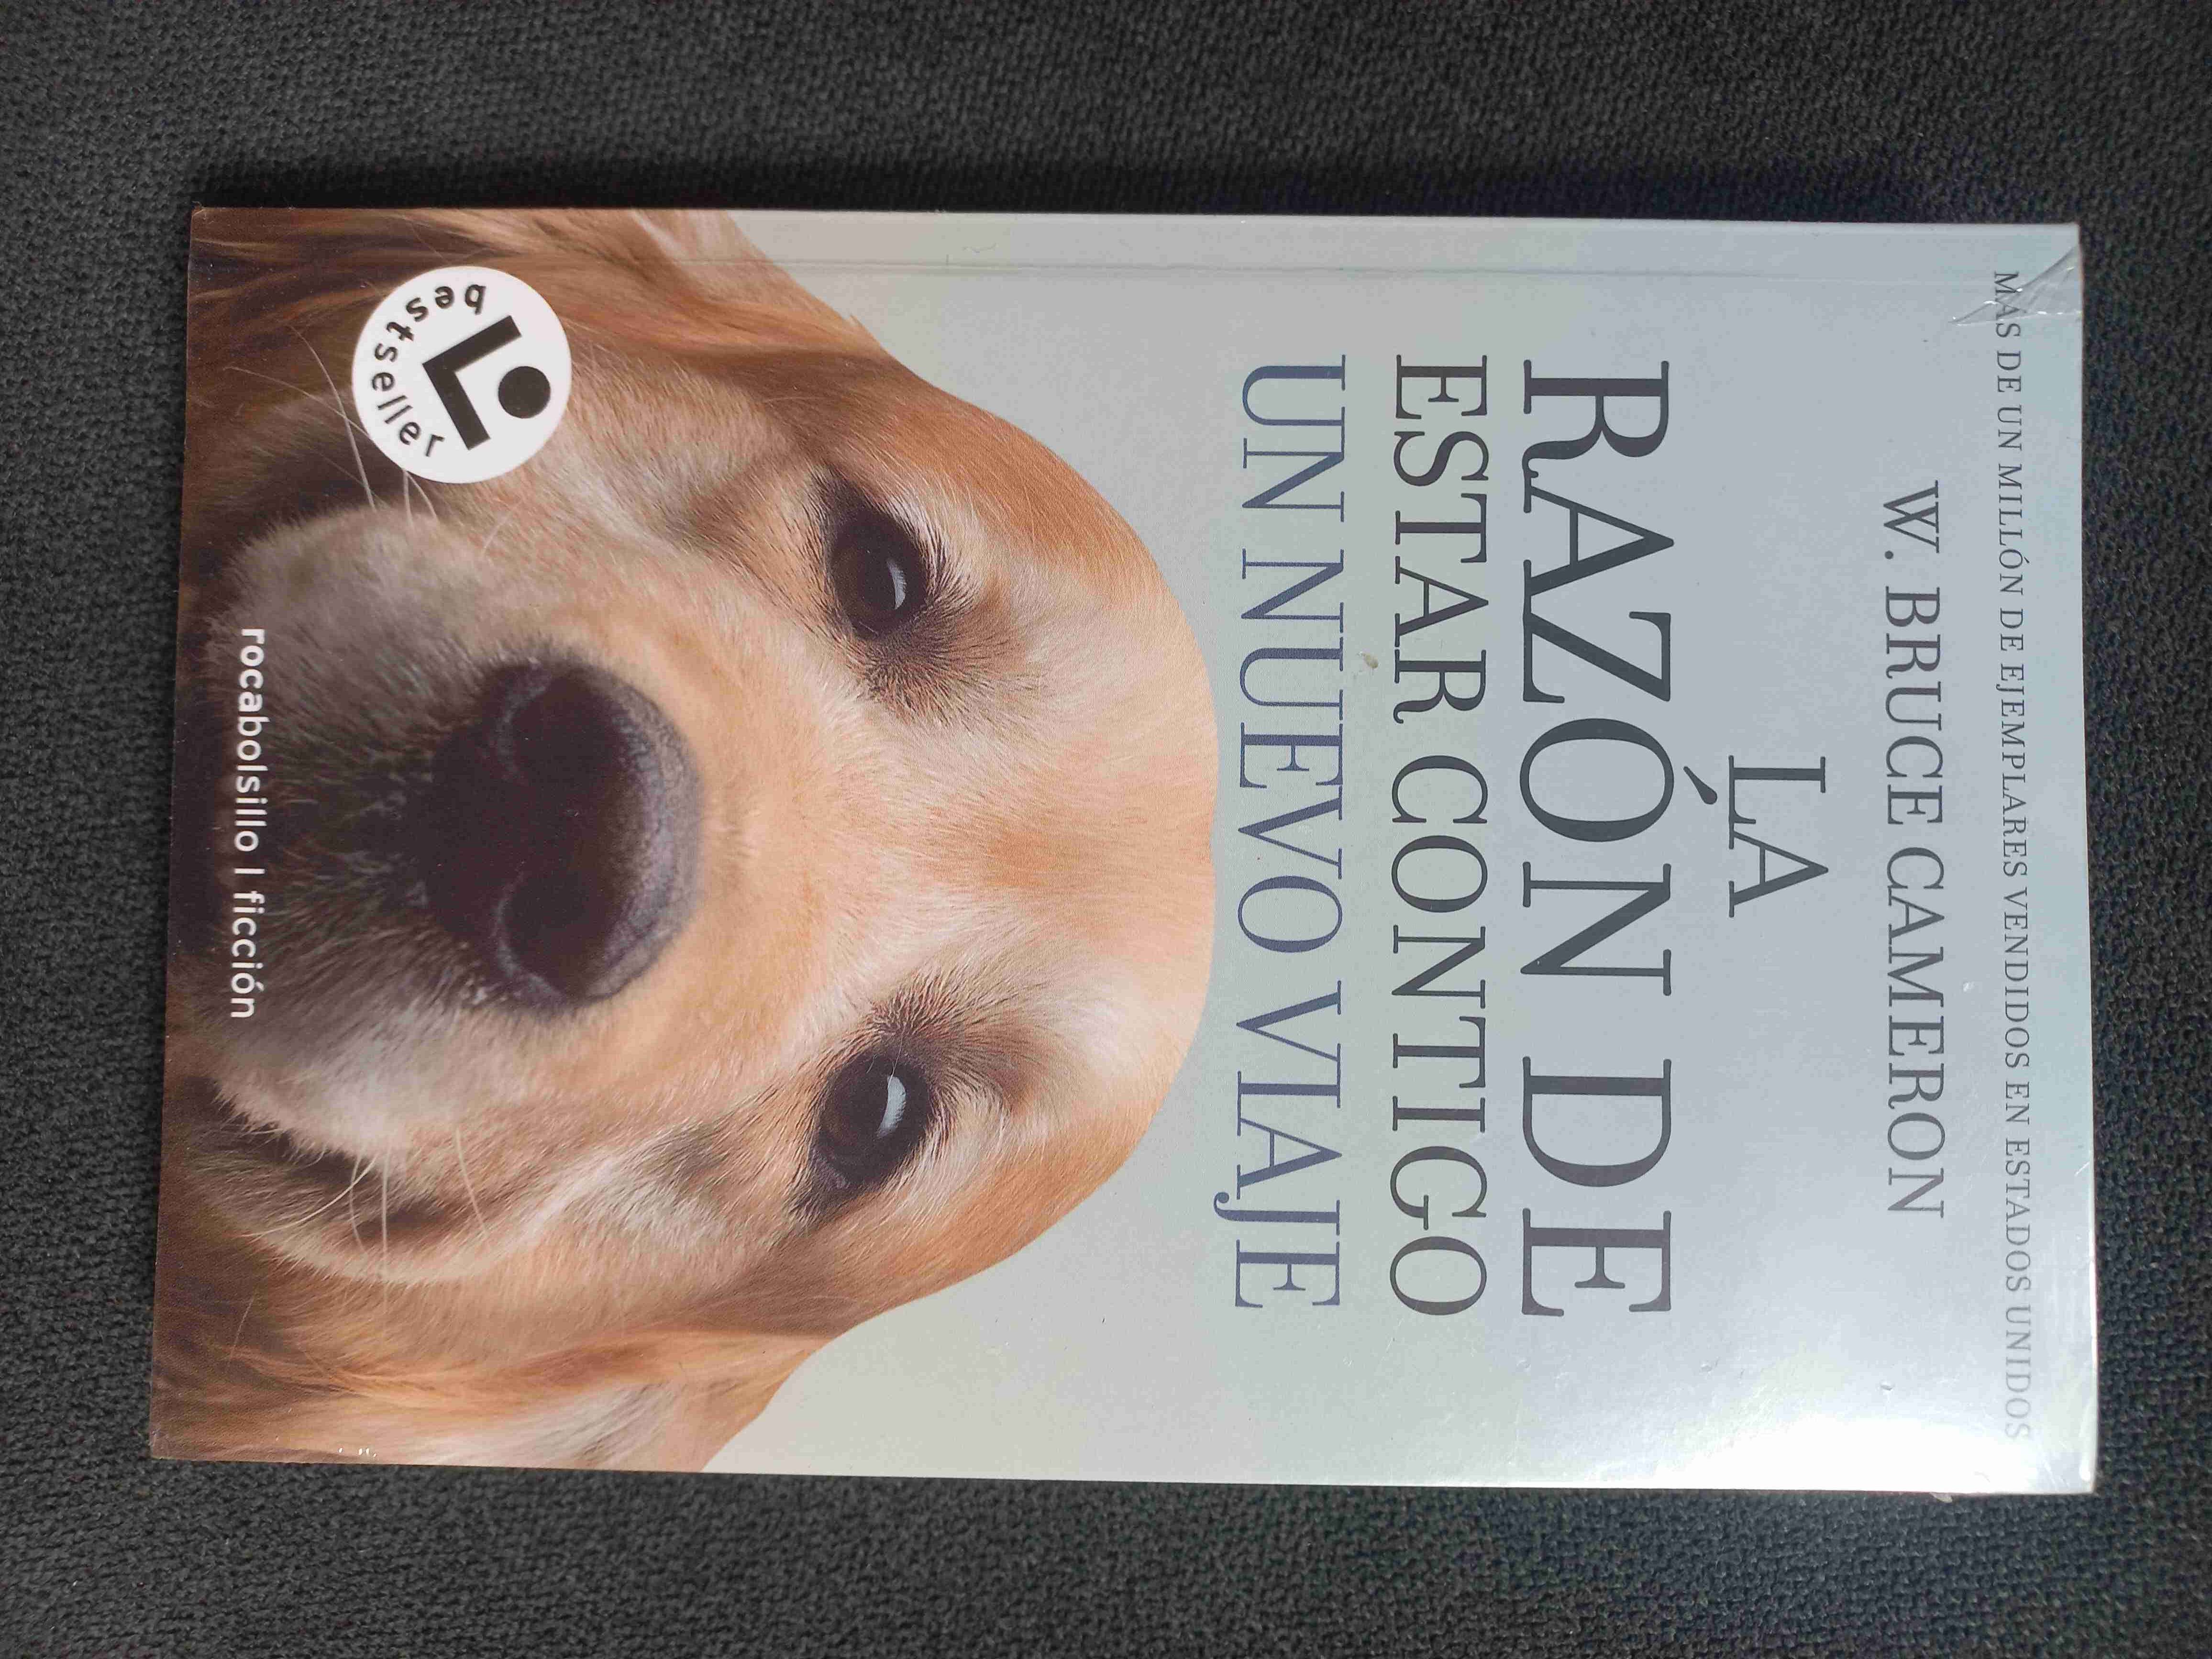 MÁS DE UN MILLÓN DE EJEMPLARES VENDIDOS EN ESTADOS UNIDOS
W. BRUCE CAMERON
LA
RAZÓN DE
ESTAR CONTIGO
UN NUEVO VIAJE
bestseller
rocabolsillo | ficción